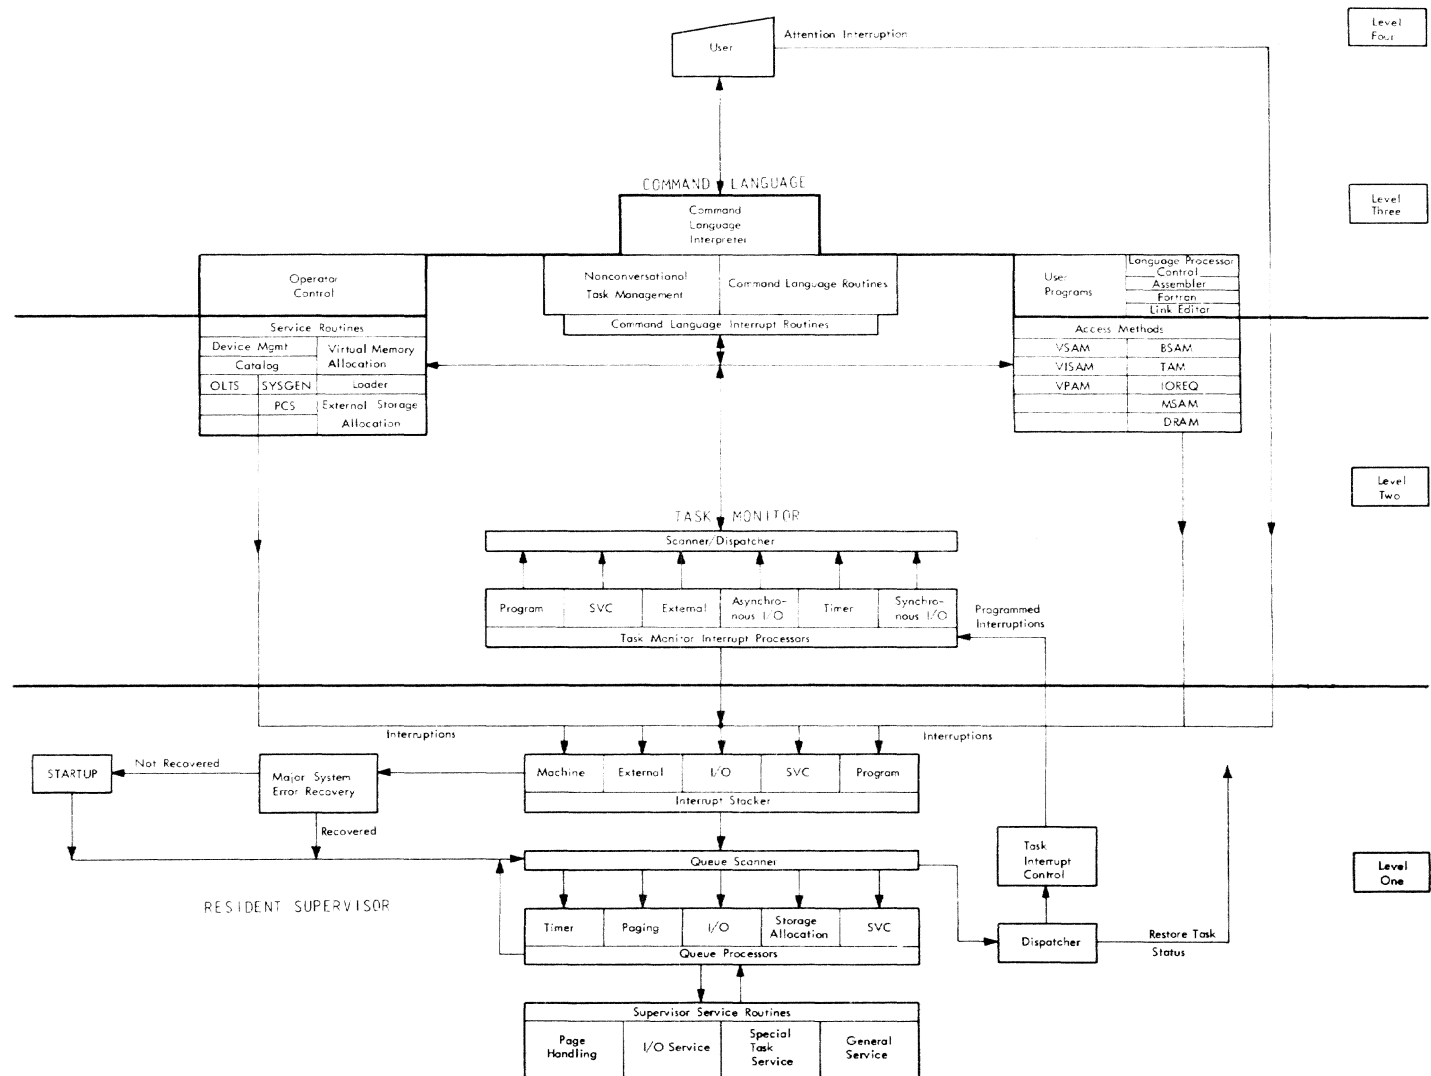 Level
Four
User
Attention Interruption
Level
Three
COMMAND LANGUAGE
Command
Language
Interpreter
Operator
Control
Nonconversational
Task Management
Command Language Routines
User
Programs
Language Processor
Control
Assembler
Fortran
Link Editor
Command Language Interrupt Routines
Service Routines
Device Mgmt
Virtual Memory
Allocation
Catalog
OLTS
SYSGEN
Loader
PCS
External Storage
Allocation
Access Methods
VSAM
BSAM
VISAM
TAM
VPAM
IOREQ
MSAM
DRAM
Level
Two
TASK MONITOR
Scanner/Dispatcher
Program
SVC
External
Asynchro-
nous I/O
Timer
Synchro-
nous I/O
Task Monitor Interrupt Processors
Programmed
Interruptions
Interruptions
Interruptions
STARTUP
Not Recovered
Major System
Error Recovery
Recovered
Machine
External
I/O
SVC
Program
Interrupt Stacker
Queue Scanner
Task
Interrupt
Control
Level
One
RESIDENT SUPERVISOR
Timer
Paging
I/O
Storage
Allocation
SVC
Queue Processors
Dispatcher
Restore Task
Status
Supervisor Service Routines
Page
Handling
I/O Service
Special
Task
Service
General
Service